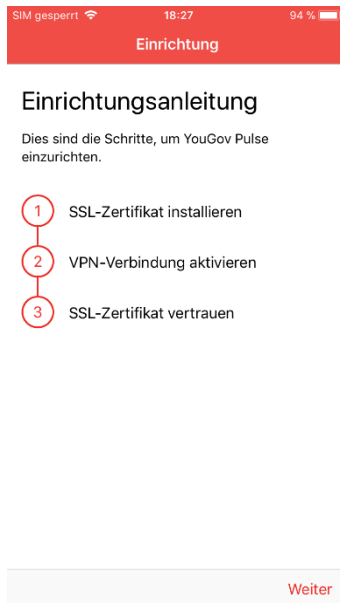 SIM gesperrt 18:27 94 %
Einrichtung
Einrichtungsanleitung
Dies sind die Schritte, um YouGov Pulse
einzurichten.
1 SSL-Zertifikat installieren
2 VPN-Verbindung aktivieren
3 SSL-Zertifikat vertrauen
Weiter